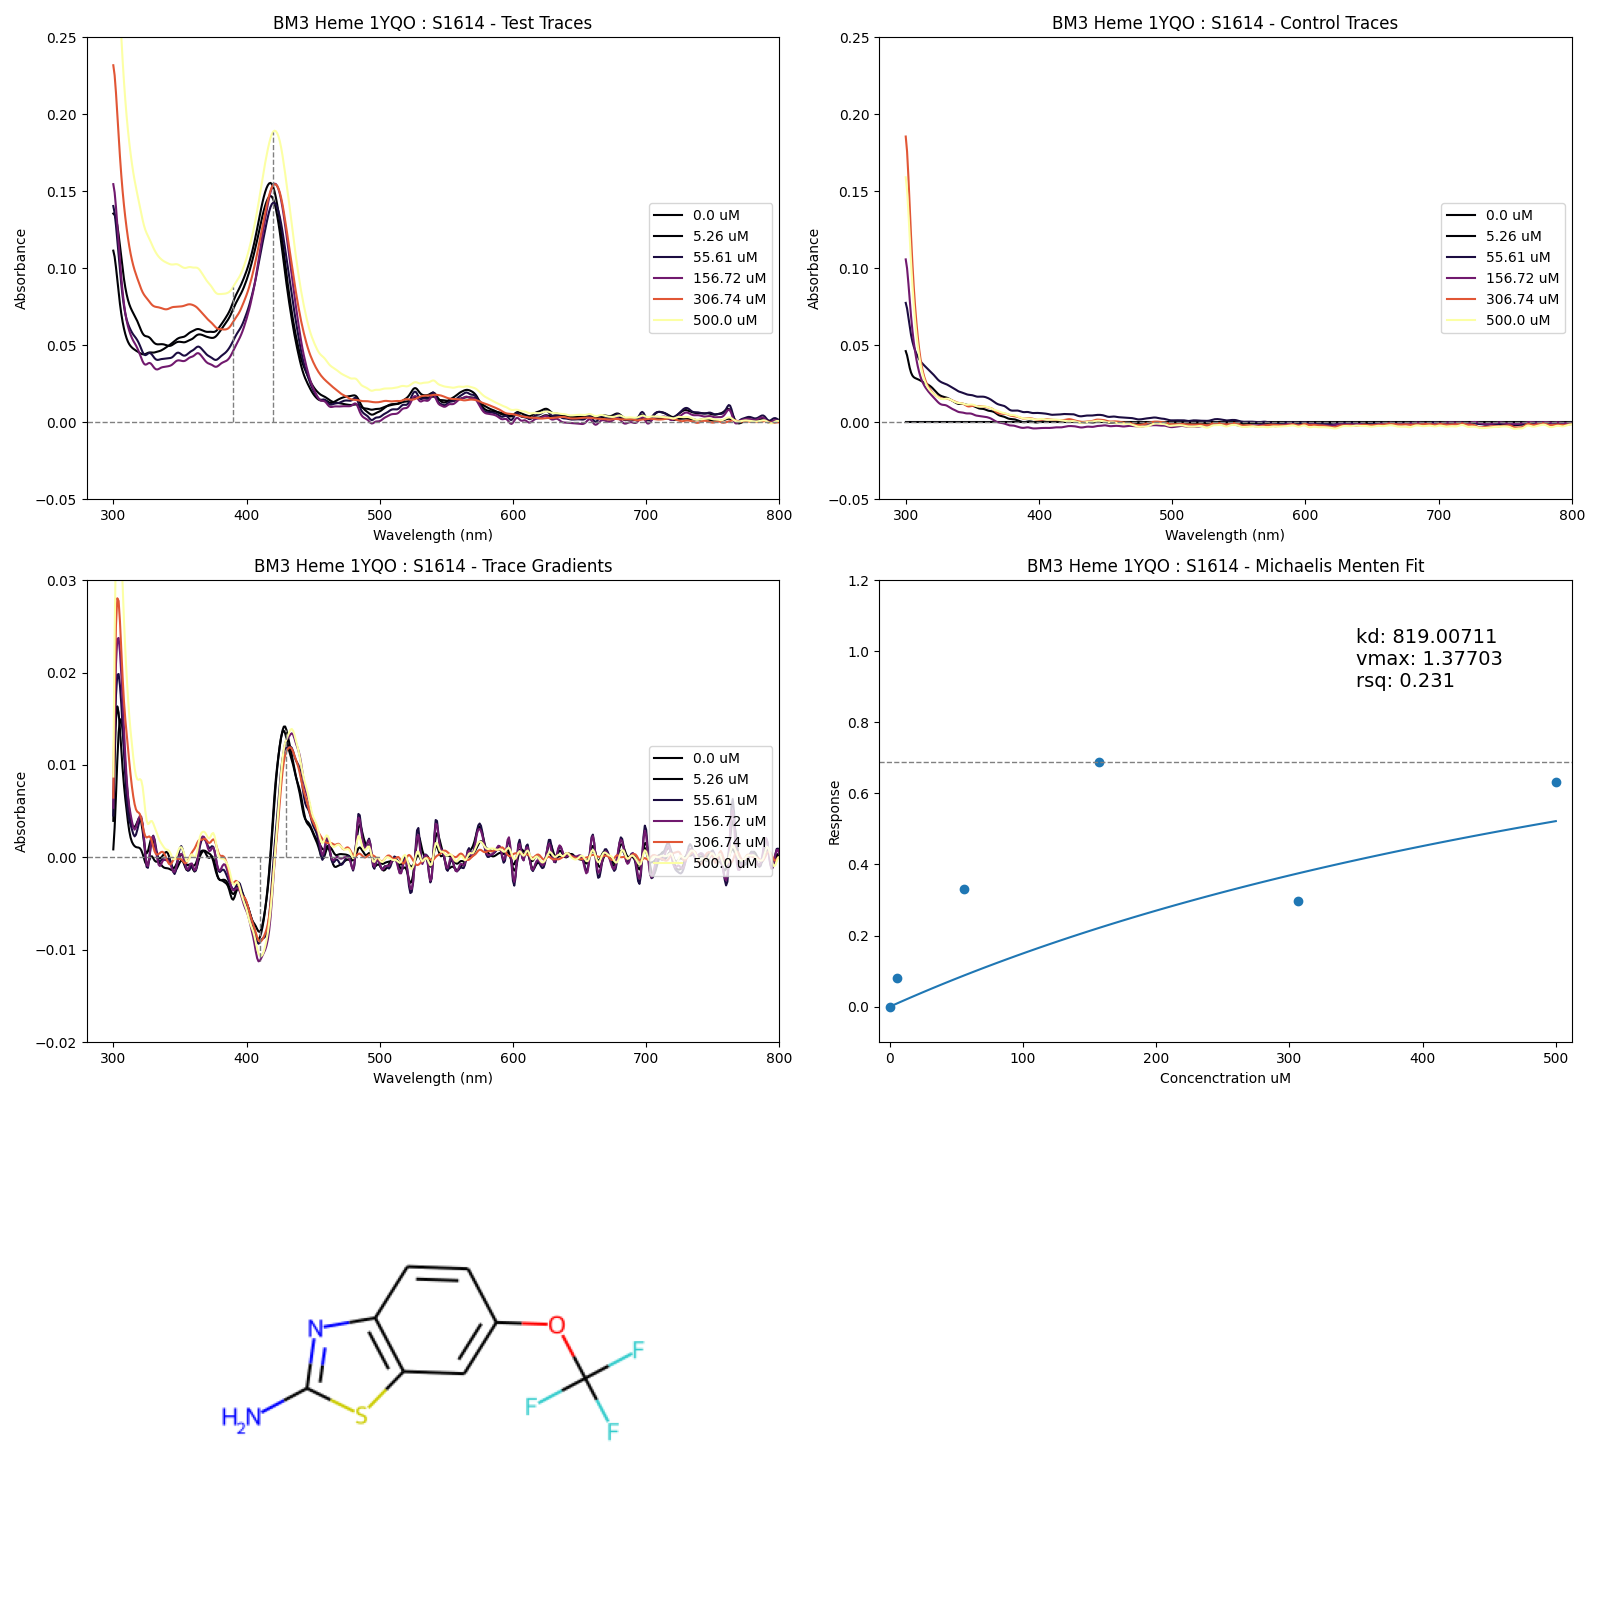 BM3 Heme 1YQO : S1614 - Test Traces
0.25
0.20
0.15
0.10
0.05
0.00
−0.05
Absorbance
300 400 500 600 700 800
Wavelength (nm)
0.0 uM
5.26 uM
55.61 uM
156.72 uM
306.74 uM
500.0 uM
BM3 Heme 1YQO : S1614 - Control Traces
0.25
0.20
0.15
0.10
0.05
0.00
−0.05
Absorbance
300 400 500 600 700 800
Wavelength (nm)
0.0 uM
5.26 uM
55.61 uM
156.72 uM
306.74 uM
500.0 uM
BM3 Heme 1YQO : S1614 - Trace Gradients
0.03
0.02
0.01
0.00
−0.01
−0.02
Absorbance
300 400 500 600 700 800
Wavelength (nm)
0.0 uM
5.26 uM
55.61 uM
156.72 uM
306.74 uM
500.0 uM
BM3 Heme 1YQO : S1614 - Michaelis Menten Fit
1.2
1.0
0.8
0.6
0.4
0.2
0.0
Response
0 100 200 300 400 500
Concenctration uM
kd: 819.00711
vmax: 1.37703
rsq: 0.231
N
O
F
H2N
S
F
F